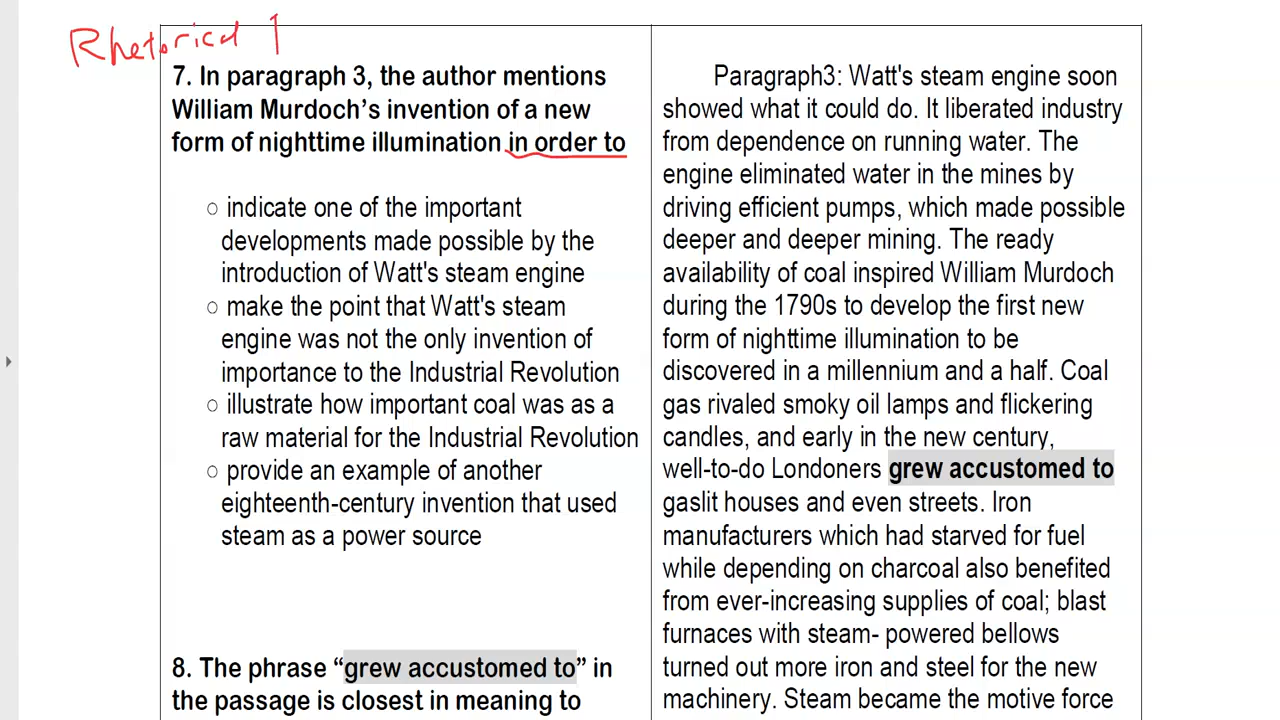 Rhetorical 1
7. In paragraph 3, the author mentions
William Murdoch's invention of a new
form of nighttime illumination in order to
○ indicate one of the important
developments made possible by the
introduction of Watt's steam engine
○ make the point that Watt's steam
engine was not the only invention of
importance to the Industrial Revolution
○ illustrate how important coal was as a
raw material for the Industrial Revolution
○ provide an example of another
eighteenth-century invention that used
steam as a power source
8. The phrase “grew accustomed to” in
the passage is closest in meaning to
Paragraph3: Watt's steam engine soon
showed what it could do. It liberated industry
from dependence on running water. The
engine eliminated water in the mines by
driving efficient pumps, which made possible
deeper and deeper mining. The ready
availability of coal inspired William Murdoch
during the 1790s to develop the first new
form of nighttime illumination to be
discovered in a millennium and a half. Coal
gas rivaled smoky oil lamps and flickering
candles, and early in the new century,
well-to-do Londoners grew accustomed to
gaslit houses and even streets. Iron
manufacturers which had starved for fuel
while depending on charcoal also benefited
from ever-increasing supplies of coal; blast
furnaces with steam- powered bellows
turned out more iron and steel for the new
machinery. Steam became the motive force